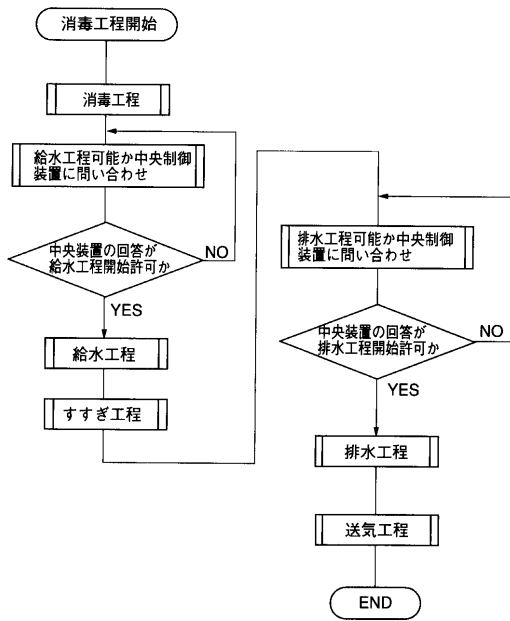 消毒工程開始
消毒工程
給水工程可能か中央制御
装置に問い合わせ
中央装置の回答が
給水工程開始許可か
NO
YES
給水工程
すすぎ工程
排水工程可能か中央制御
装置に問い合わせ
中央装置の回答が
排水工程開始許可か
NO
YES
排水工程
送気工程
END